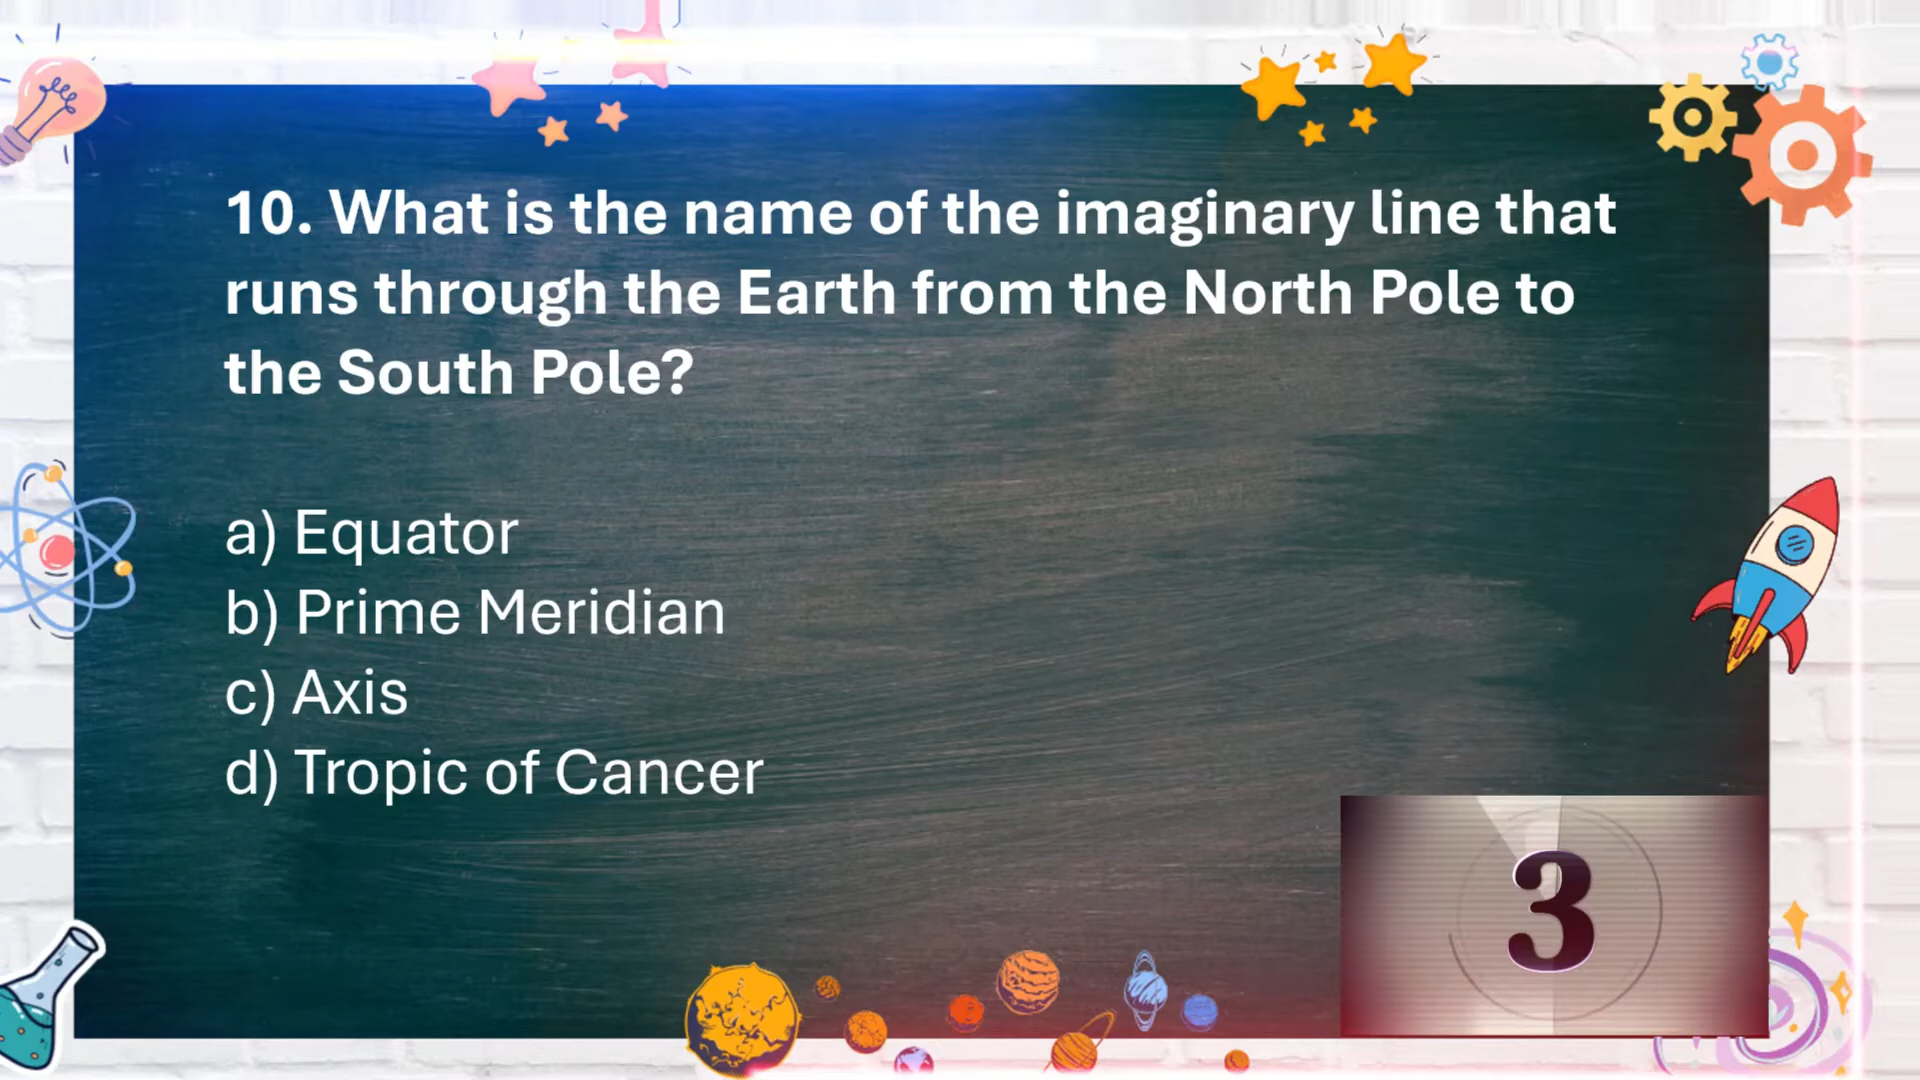 10. What is the name of the imaginary line that
runs through the Earth from the North Pole to
the South Pole?
a) Equator
b) Prime Meridian
c) Axis
d) Tropic of Cancer
3